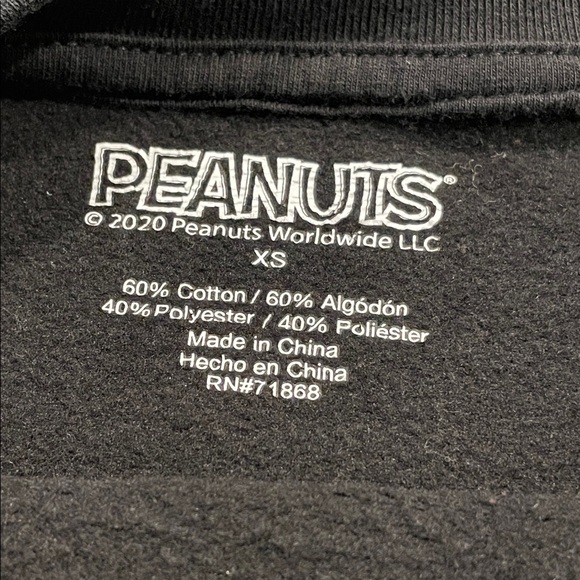 PEANUTS®
© 2020 Peanuts Worldwide LLC
XS
60% Cotton / 60% Algódón
40% Polyester / 40% Poliéster
Made in China
Hecho en China
RN#71868